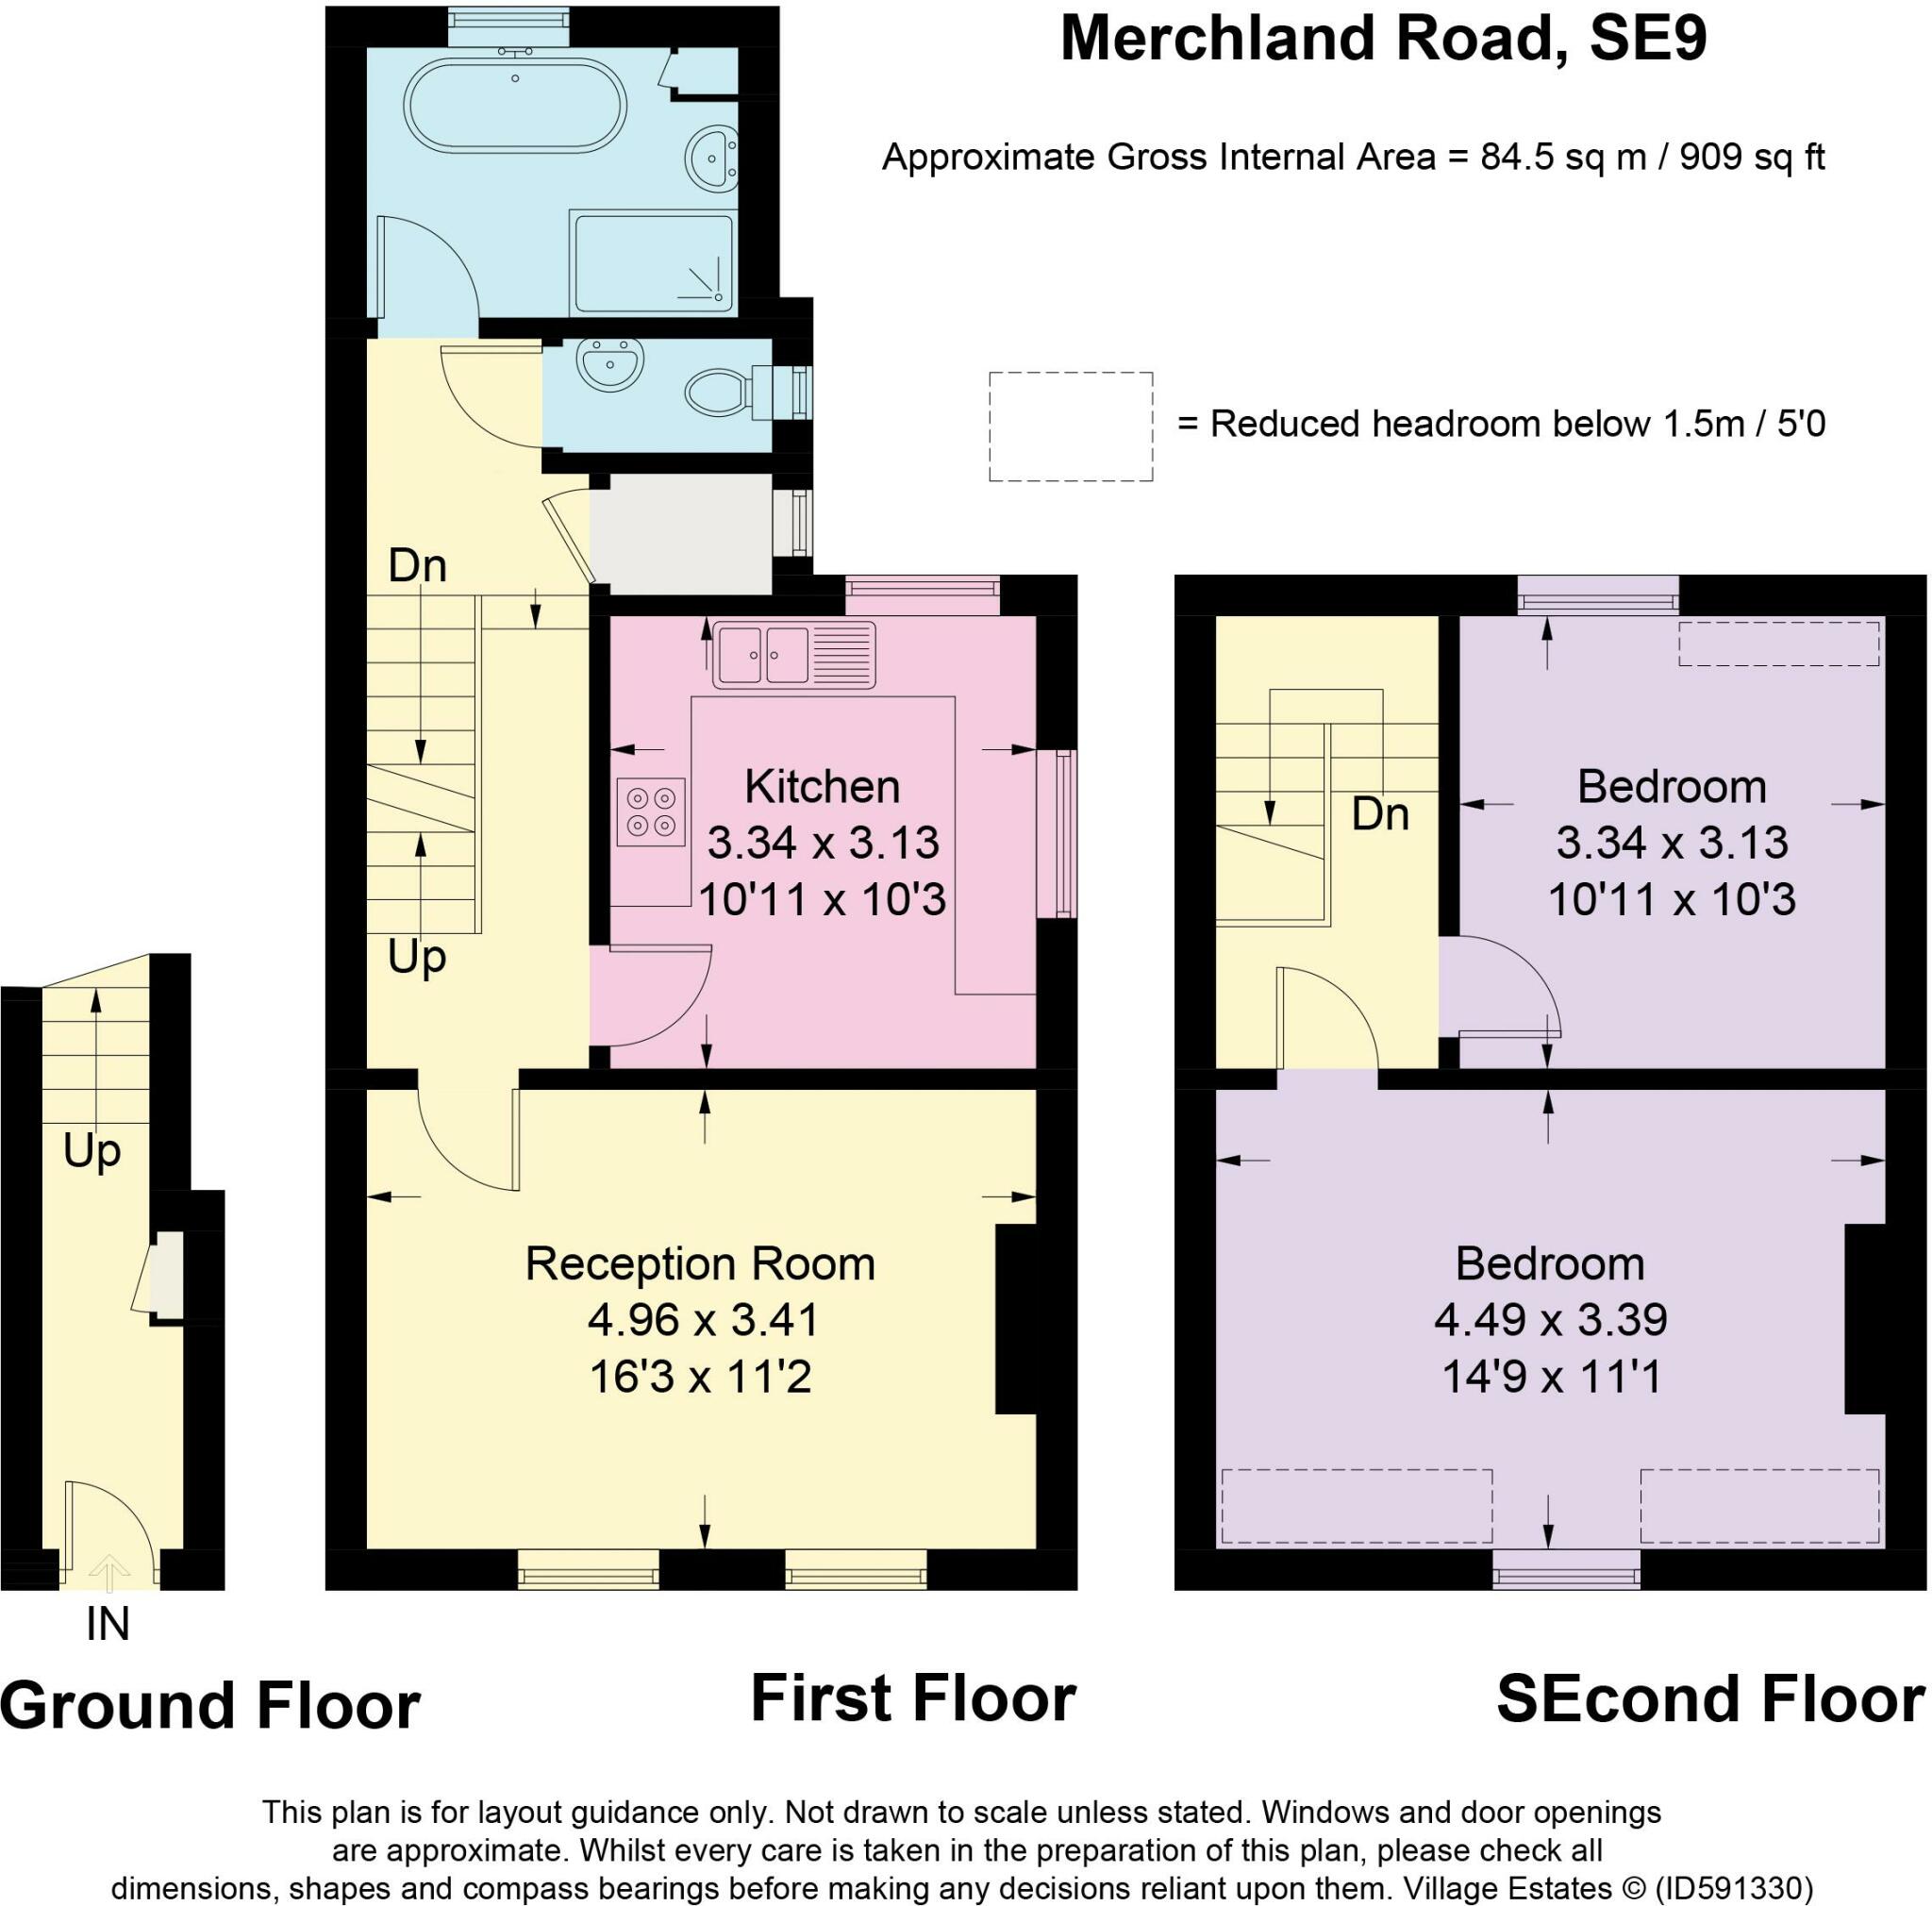 Merchland Road, SE9
Approximate Gross Internal Area = 84.5 sq m / 909 sq ft
= Reduced headroom below 1.5m / 5'0
Dn
Kitchen
3.34 x 3.13
10'11 x 10'3
Up
Dn
Bedroom
3.34 x 3.13
10'11 x 10'3
Up
Reception Room
4.96 x 3.41
16'3 x 11'2
Bedroom
4.49 x 3.39
14'9 x 11'1
IN
Ground Floor
First Floor
SEcond Floor
This plan is for layout guidance only. Not drawn to scale unless stated. Windows and door openings
are approximate. Whilst every care is taken in the preparation of this plan, please check all
dimensions, shapes and compass bearings before making any decisions reliant upon them. Village Estates © (ID591330)